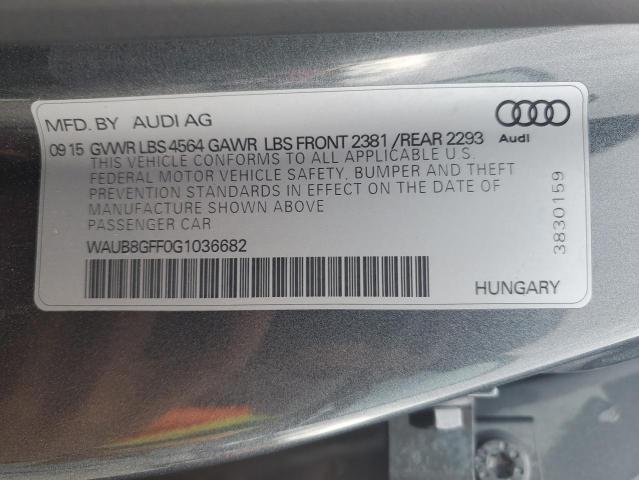 MFD. BY AUDI AG
Audi
09 15 GVWR LBS 4564 GAWR LBS FRONT 2381 /REAR 2293
THIS VEHICLE CONFORMS TO ALL APPLICABLE U.S.
FEDERAL MOTOR VEHICLE SAFETY, BUMPER AND THEFT
PREVENTION STANDARDS IN EFFECT ON THE DATE OF
MANUFACTURE SHOWN ABOVE
PASSENGER CAR
WAUB8GFF0G1036682
HUNGARY
3830159